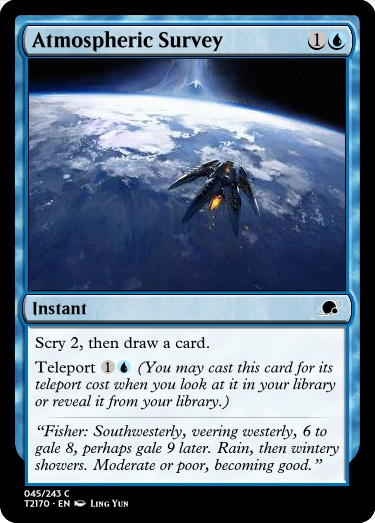 Atmospheric Survey 1
Instant
Scry 2, then draw a card.
Teleport 1 (You may cast this card for its
teleport cost when you look at it in your library
or reveal it from your library.)
“Fisher: Southwesterly, veering westerly, 6 to
gale 8, perhaps gale 9 later. Rain, then wintery
showers. Moderate or poor, becoming good.”
045/243 C
T2170 • EN Ling Yun